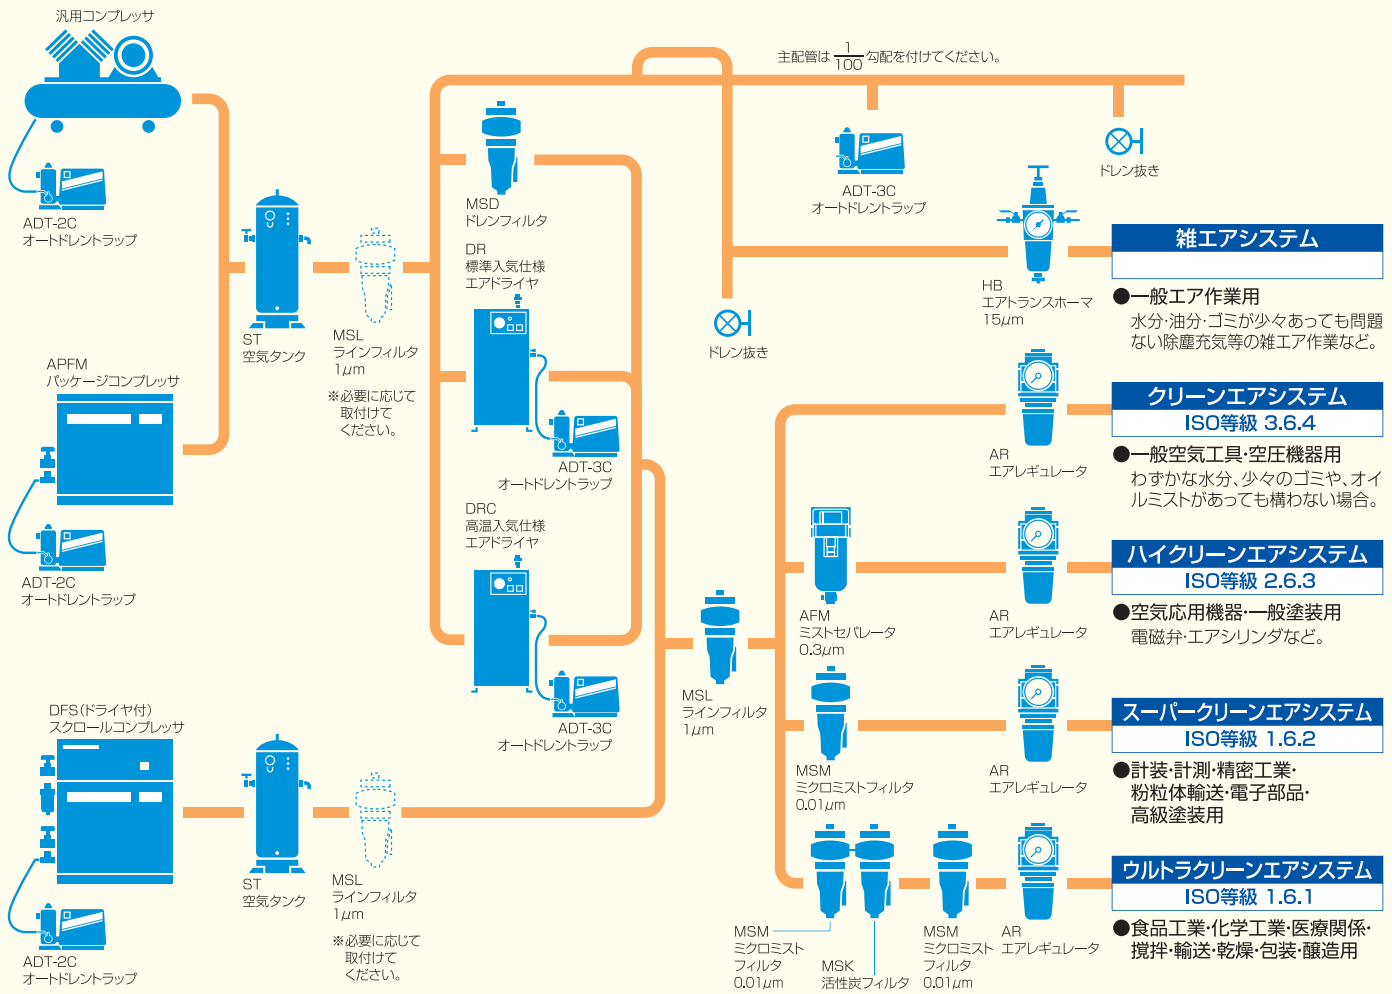 汎用コンプレッサ
ADT-2C
オートドレントラップ
APFM
パッケージコンプレッサ
ADT-2C
オートドレントラップ
DFS(ドライヤ付)
スクロールコンプレッサ
ADT-2C
オートドレントラップ
ST
空気タンク
MSL
ラインフィルタ
1μm
※必要に応じて
取付けて
ください。
ST
空気タンク
MSL
ラインフィルタ
1μm
※必要に応じて
取付けて
ください。
MSD
ドレンフィルタ
DR
標準入気仕様
エアドライヤ
ADT-3C
オートドレントラップ
DRC
高温入気仕様
エアドライヤ
ADT-3C
オートドレントラップ
主配管は 1/100 勾配を付けてください。
ADT-3C
オートドレントラップ
ドレン抜き
ドレン抜き
HB
エアトランスホーマ
15μm
雑エアシステム
●一般エア作業用
水分・油分・ゴミが少々あっても問題
ない除塵充気等の雑エア作業など。
AR
エアレギュレータ
クリーンエアシステム
ISO等級 3.6.4
●一般空気工具・空圧機器用
わずかな水分、少々のゴミや、オイ
ルミストがあっても構わない場合。
MSL
ラインフィルタ
1μm
AFM
ミストセパレータ
0.3μm
AR
エアレギュレータ
ハイクリーンエアシステム
ISO等級 2.6.3
●空気応用機器・一般塗装用
電磁弁・エアシリンダなど。
MSM
ミクロミストフィルタ
0.01μm
AR
エアレギュレータ
スーパークリーンエアシステム
ISO等級 1.6.2
●計装・計測・精密工業・
粉粒体輸送・電子部品・
高級塗装用
MSM
ミクロミスト
フィルタ
0.01μm
MSK
活性炭フィルタ
MSM
ミクロミスト
フィルタ
0.01μm
AR
エアレギュレータ
ウルトラクリーンエアシステム
ISO等級 1.6.1
●食品工業・化学工業・医療関係・
撹拌・輸送・乾燥・包装・醸造用